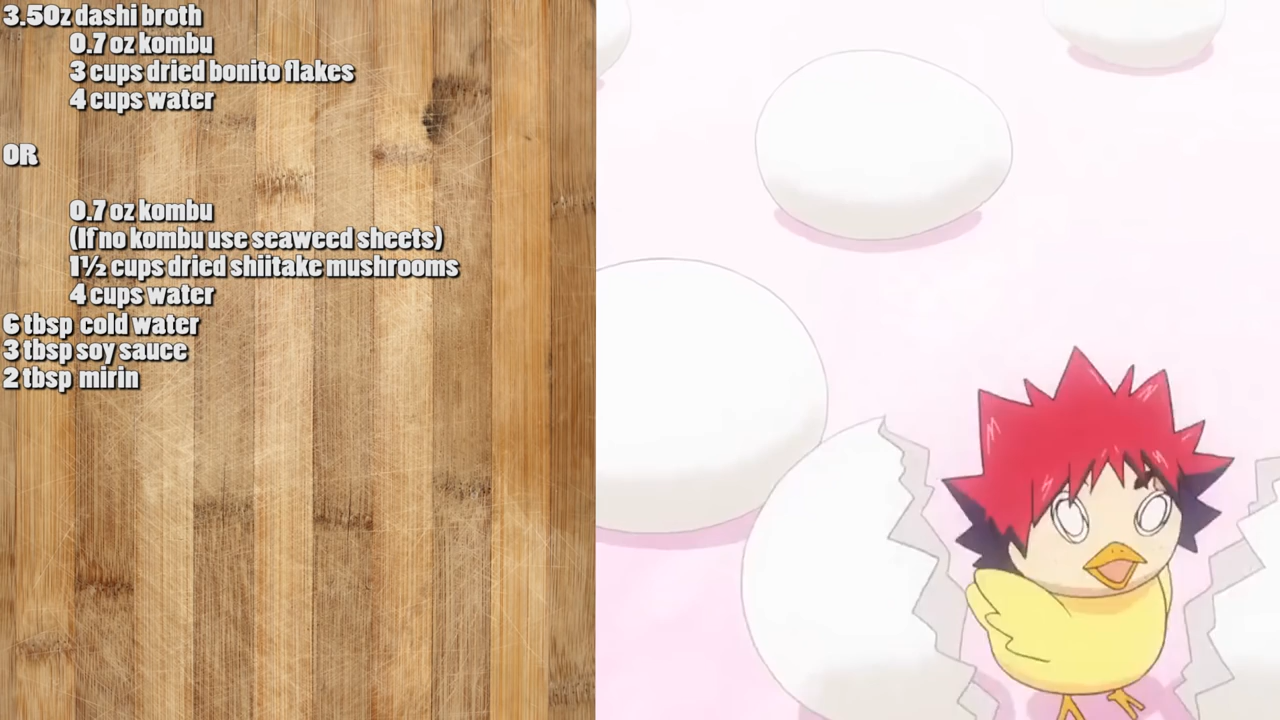 3.5Oz dashi broth
0.7 oz kombu
3 cups dried bonito flakes
4 cups water
OR
0.7 oz kombu
(If no kombu use seaweed sheets)
1½ cups dried shiitake mushrooms
4 cups water
6 tbsp cold water
3 tbsp soy sauce
2 tbsp mirin